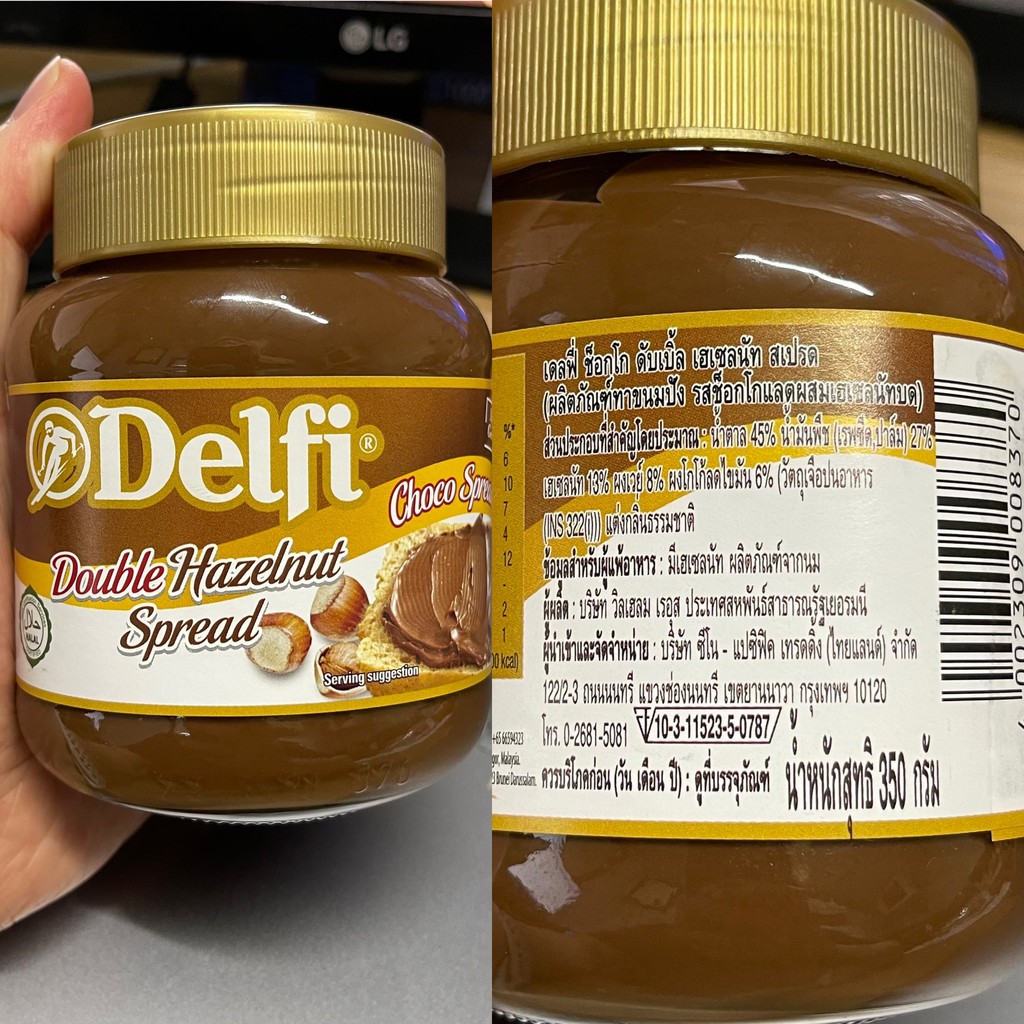 LG
Delfi®
Choco Spre
Double Hazelnut
Spread
HALAL
Serving suggestion
%*
6
10
7
4
12
-
2
1
00 kcal)
+65 66594323
gor, Malaysia.
3 Brunei Darussalam.
เดลฟี่ ช็อกโก ดับเบิ้ล เฮเซลนัท สเปรด
(ผลิตภัณฑ์ทาขนมปัง รสช็อกโกแลตผสมเฮเซลนัทบด)
ส่วนประกอบที่สำคัญโดยประมาณ : น้ำตาล 45% น้ำมันพืช (เรพซีด,ปาล์ม) 27%
เฮเซลนัท 13% ผงเวย์ 8% ผงโกโก้ลดไขมัน 6% (วัตถุเจือปนอาหาร
(INS 322(i))) แต่งกลิ่นธรรมชาติ
ข้อมูลสำหรับผู้แพ้อาหาร : มีเฮเซลนัท ผลิตภัณฑ์จากนม
ผู้ผลิต : บริษัท วิลเฮลม เรอุส ประเทศสหพันธ์สาธารณรัฐเยอรมนี
ผู้นำเข้าและจัดจำหน่าย : บริษัท ซีโน - แปซิฟิค เทรดดิ้ง (ไทยแลนด์) จำกัด
122/2-3 ถนนนนทรี แขวงช่องนนทรี เขตยานนาวา กรุงเทพฯ 10120
โทร. 0-2681-5081
10-3-11523-5-0787
ควรบริโภคก่อน (วัน เดือน ปี) : ดูที่บรรจุภัณฑ์
น้ำหนักสุทธิ 350 กรัม
002309 008370